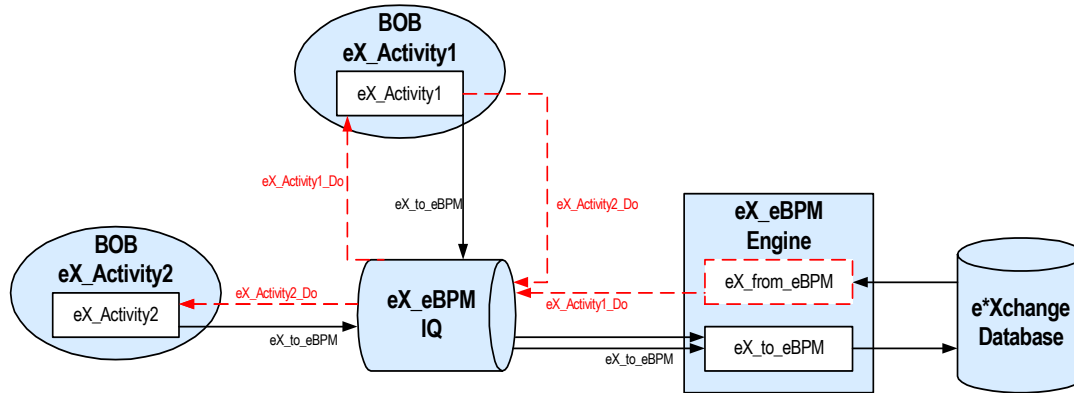 BOB
eX_Activity1
eX_Activity1
eX_Activity1_Do
eX_to_eBPM
eX_Activity2_Do
BOB
eX_Activity2
eX_Activity2
eX_Activity2_Do
eX_to_eBPM
eX_eBPM
IQ
eX_Activity1_Do
eX_to_eBPM
eX_eBPM
Engine
eX_from_eBPM
eX_to_eBPM
e*Xchange
Database